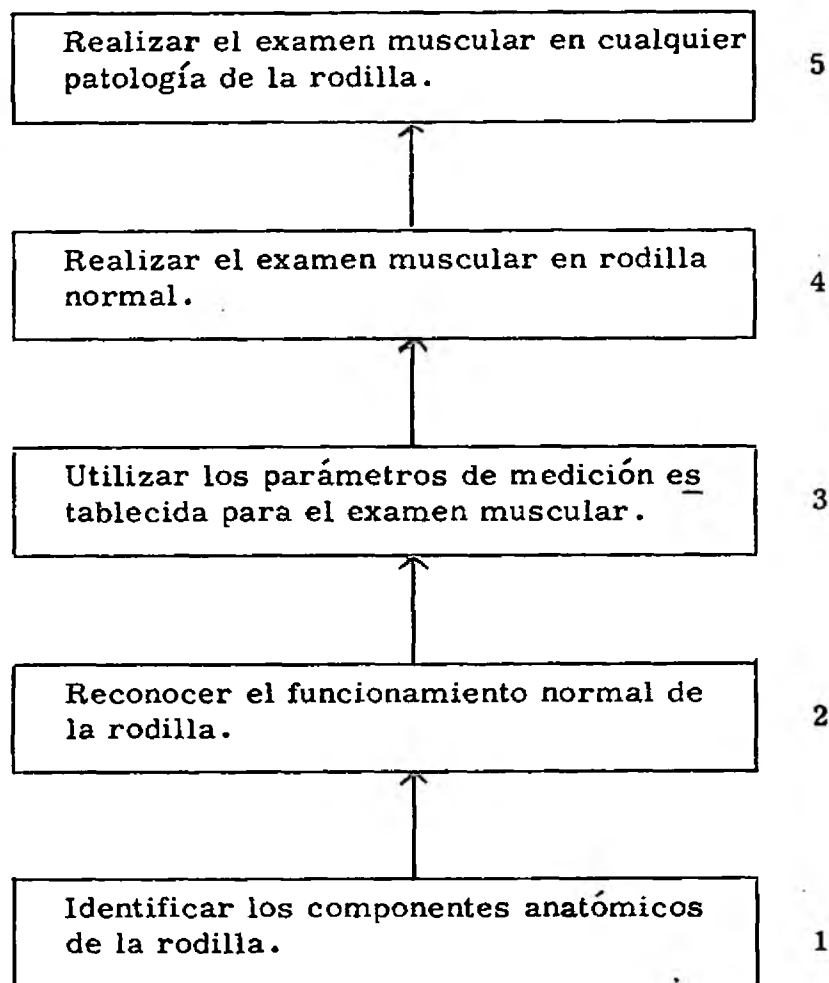 Realizar el examen muscular en cualquier
patología de la rodilla.
5
Realizar el examen muscular en rodilla
normal.
4
Utilizar los parámetros de medición es
tablecida para el examen muscular.
3
Reconocer el funcionamiento normal de
la rodilla.
2
Identificar los componentes anatómicos
de la rodilla.
1